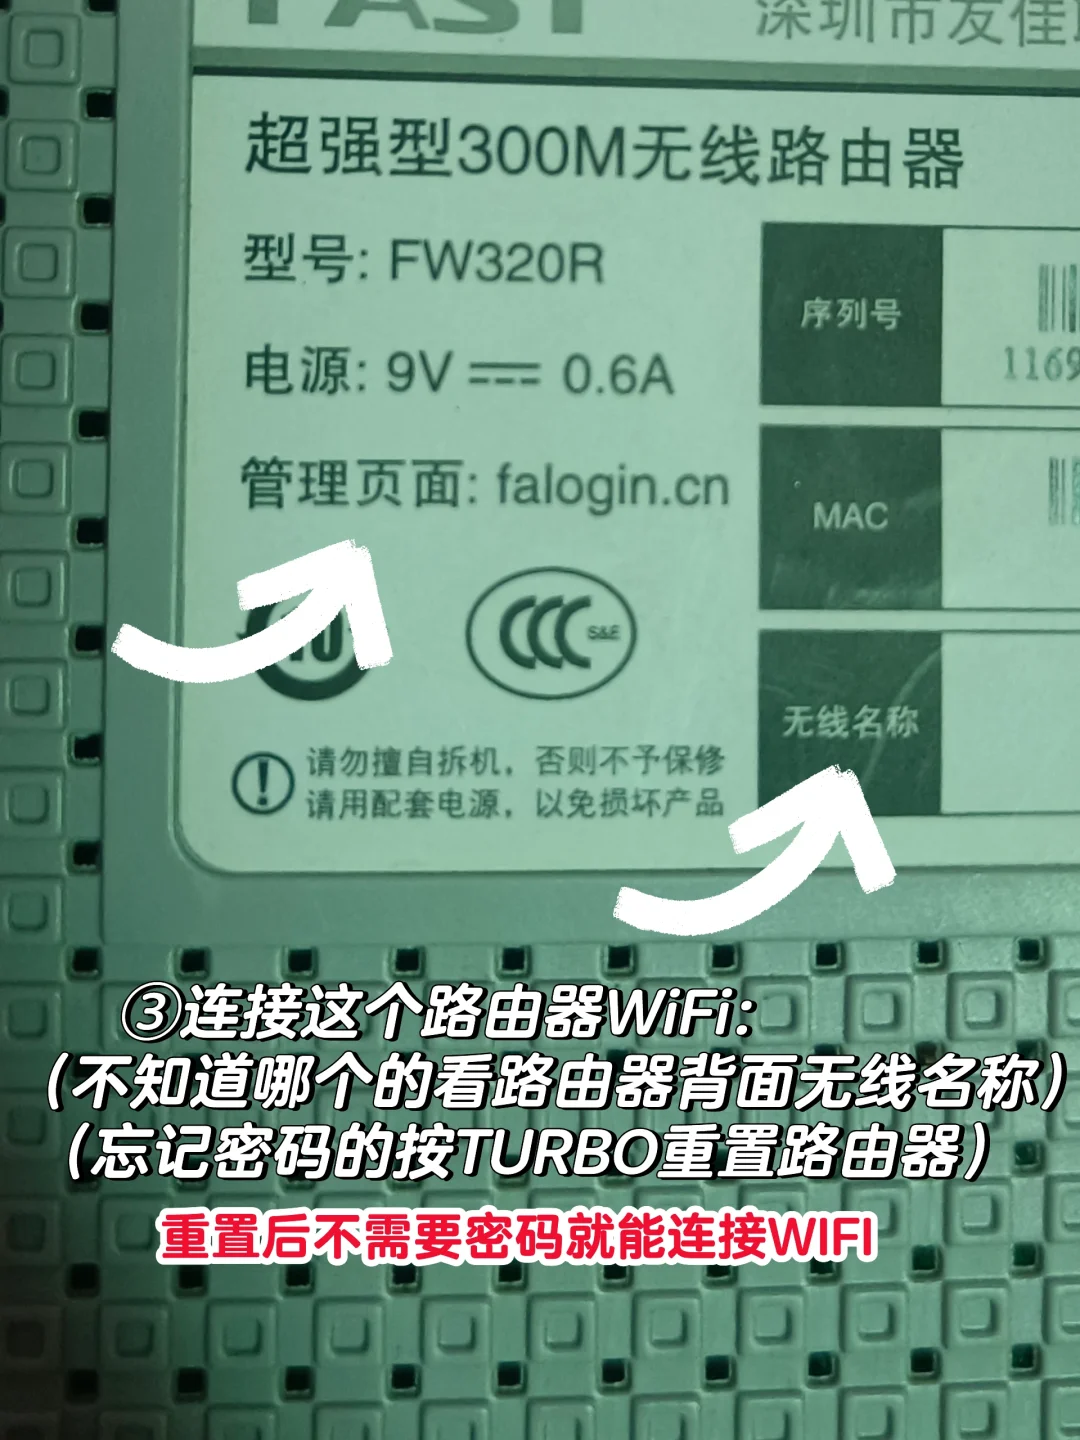 FAST
深圳市友佳
超强型300M无线路由器
型号: FW320R
电源: 9V 0.6A
管理页面: falogin.cn
序列号
1169
MAC
无线名称
10
CCC S&E
请勿擅自拆机，否则不予保修
请用配套电源，以免损坏产品
③连接这个路由器WiFi:
（不知道哪个的看路由器背面无线名称）
（忘记密码的按TURBO重置路由器）
重置后不需要密码就能连接WIFI